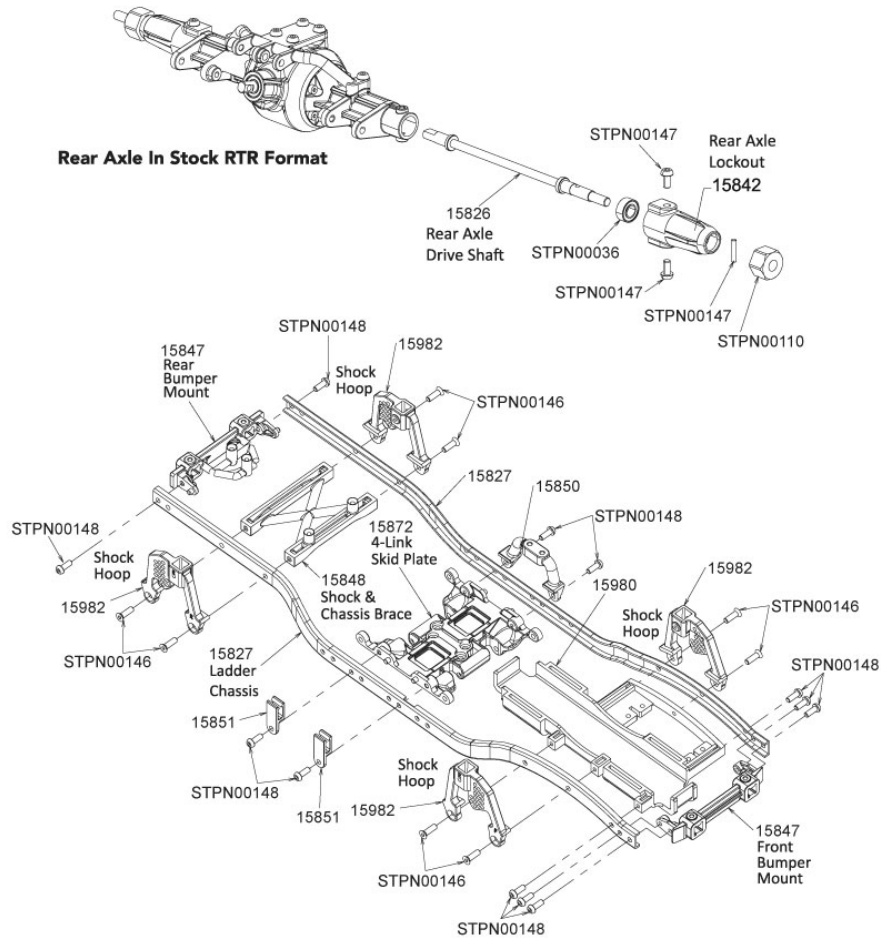 Rear Axle In Stock RTR Format
STPN00147
Rear Axle
Lockout
15842
15826
Rear Axle
Drive Shaft
STPN00036
STPN00147
STPN00147
STPN00110
STPN00148
15982
15847
Rear
Bumper
Mount
Shock
Hoop
STPN00146
15827
15850
STPN00148
15872
4-Link
Skid Plate
STPN00148
Shock
Hoop
15982
15848
Shock &
Chassis Brace
15980
15982
Shock
Hoop
STPN00146
STPN00146
15827
Ladder
Chassis
STPN00148
15851
Shock
Hoop
STPN00148
15851
15982
15847
Front
Bumper
Mount
STPN00146
STPN00148